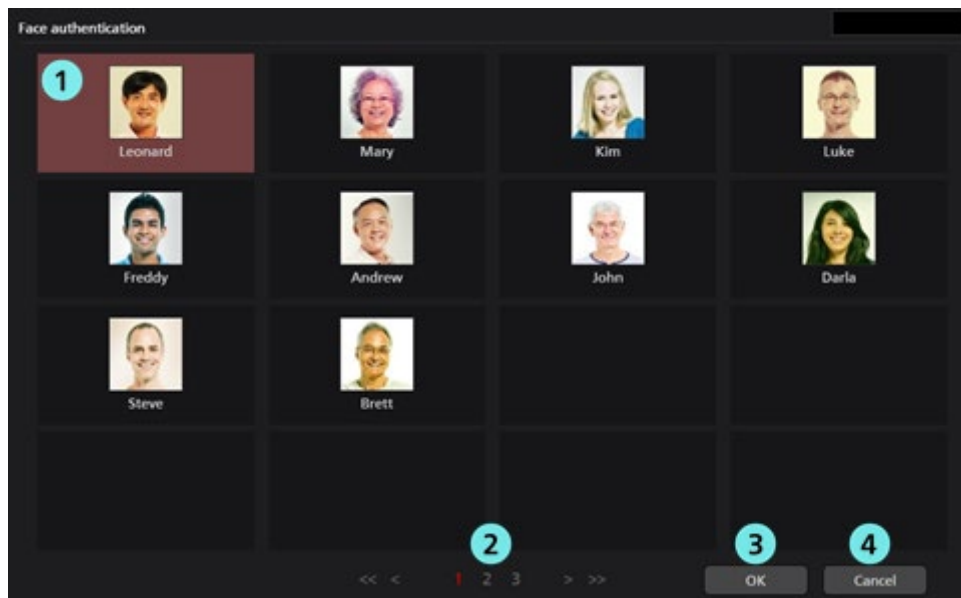 Face authentication
1
Leonard Mary Kim Luke
Freddy Andrew John Darla
Steve Brett
2 3 4
<< < 1 2 3 > >> OK Cancel